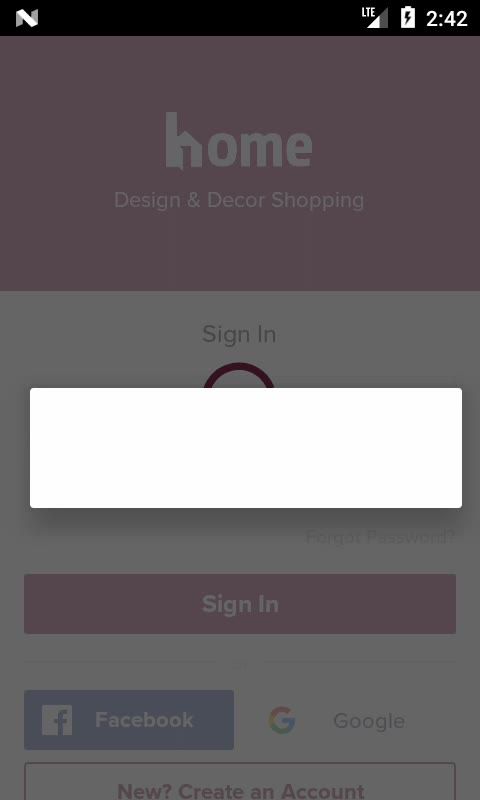 LTE 2:42
home
Design & Decor Shopping
Sign In
Forgot Password?
Sign In
or
Facebook
Google
New? Create an Account